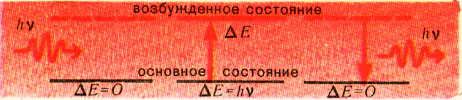 возбужденное состояние
hν
ΔE
hν
основное состояние
ΔE=O
ΔE=hν
ΔE=O